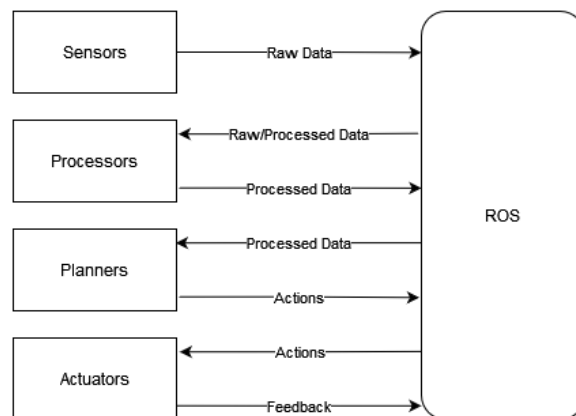 Sensors
Raw Data
Raw/Processed Data
Processors
Processed Data
ROS
Processed Data
Planners
Actions
Actions
Actuators
Feedback